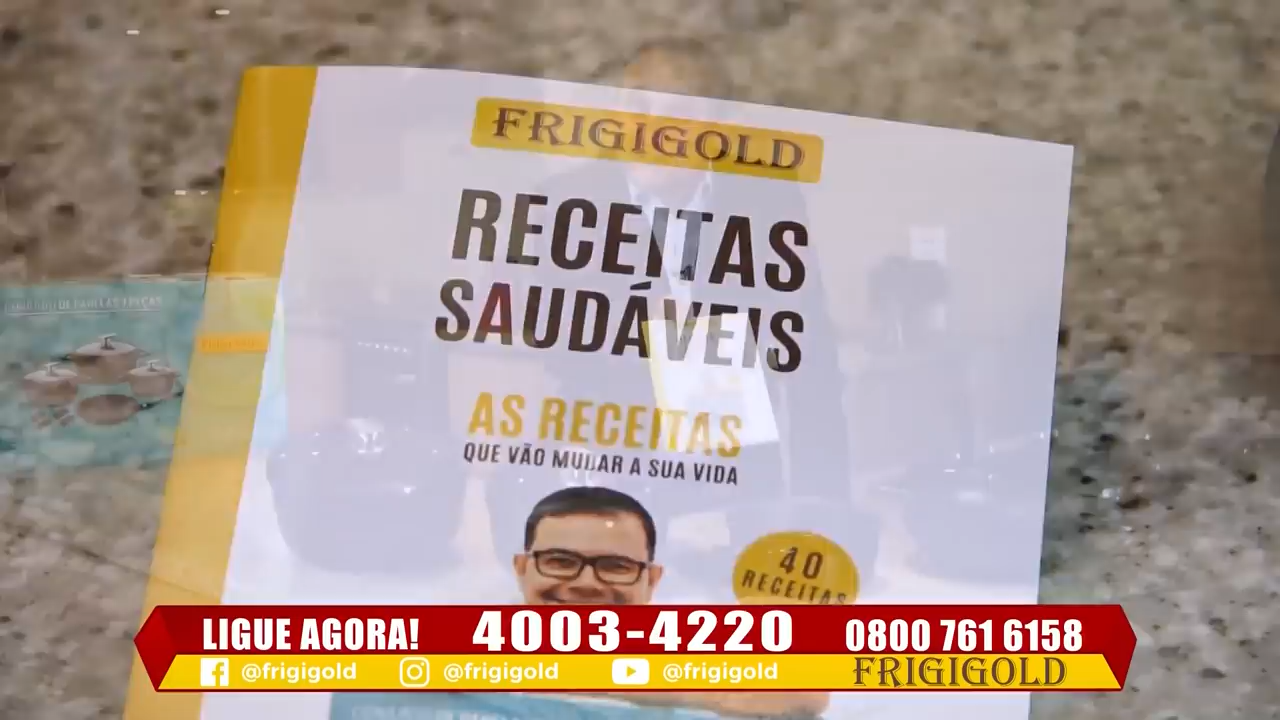 FRIGIGOLD
RECEITAS
SAUDÁVEIS
AS RECEITAS
QUE VÃO MUDAR A SUA VIDA
40
RECEITAS
LIGUE AGORA! 4003-4220 0800 761 6158
@frigigold @frigigold @frigigold FRIGIGOLD